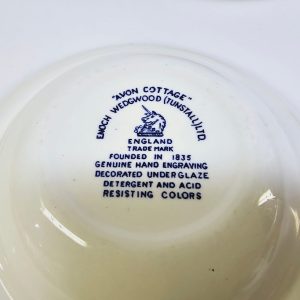 "AVON COTTAGE"
ENOCH WEDGWOOD (TUNSTALL) LTD.
ENGLAND
TRADE MARK
FOUNDED IN 1835
GENUINE HAND ENGRAVING
DECORATED UNDERGLAZE
DETERGENT AND ACID
RESISTING COLORS